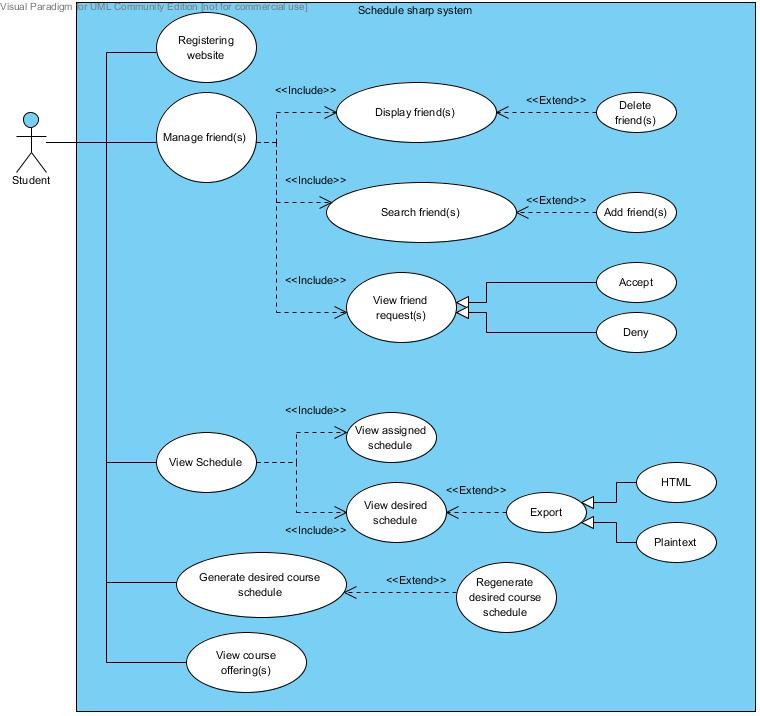 Visual Paradigm for UML Community Edition [not for commercial use]
Schedule sharp system
Registering
website
<<Include>>
Display friend(s)
<<Extend>>
Delete
friend(s)
Manage friend(s)
Student
<<Include>>
Search friend(s)
<<Extend>>
Add friend(s)
<<Include>>
View friend
request(s)
Accept
Deny
<<Include>>
View assigned
schedule
View Schedule
<<Include>>
View desired
schedule
<<Extend>>
Export
HTML
Plaintext
Generate desired course
schedule
<<Extend>>
Regenerate
desired course
schedule
View course
offering(s)